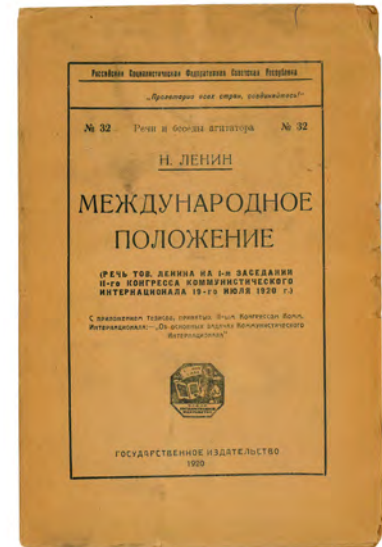 Российская Социалистическая Федеративная Советская Республика
„Пролетарии всех стран, соединяйтесь!“
№ 32 Речи и беседы агитатора № 32
Н. ЛЕНИН
МЕЖДУНАРОДНОЕ
ПОЛОЖЕНИЕ
(РЕЧЬ ТОВ. ЛЕНИНА НА 1-м ЗАСЕДАНИИ
II-го КОНГРЕССА КОММУНИСТИЧЕСКОГО
ИНТЕРНАЦИОНАЛА 19-го ИЮЛЯ 1920 г.)
С приложением тезисов, принятых II-ым Конгрессом Комм.
Интернационала:—„Об основных задачах Коммунистического
Интернационала“
ГОСУДАРСТВЕННОЕ ИЗДАТЕЛЬСТВО
1920